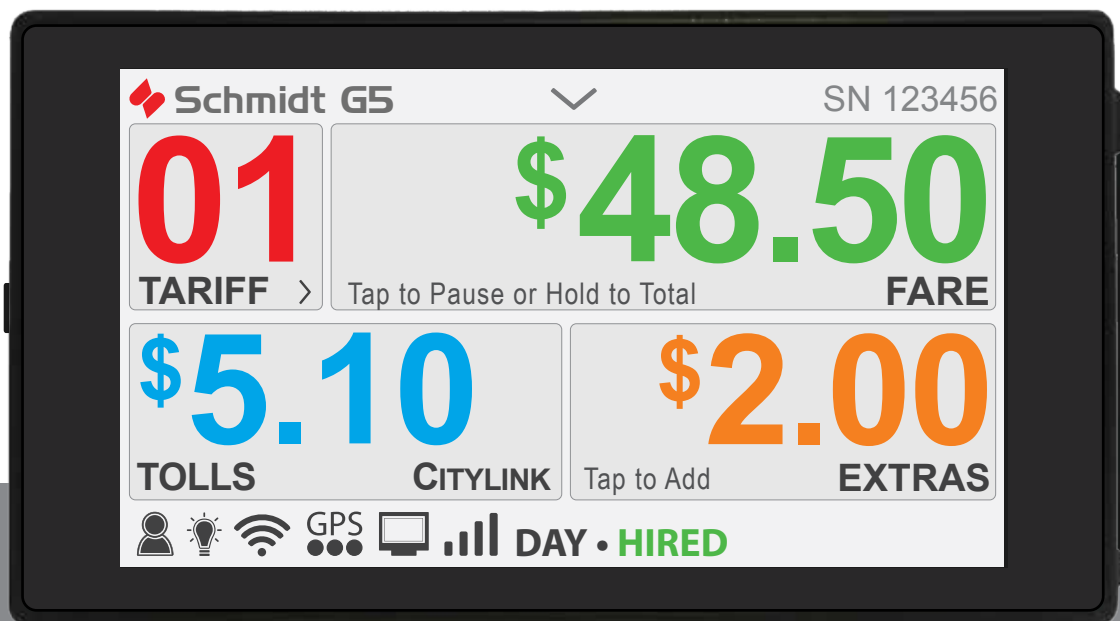 Schmidt G5 SN 123456
01 $48.50
TARIFF > Tap to Pause or Hold to Total FARE
$5.10 $2.00
TOLLS CITYLINK Tap to Add EXTRAS
GPS DAY • HIRED